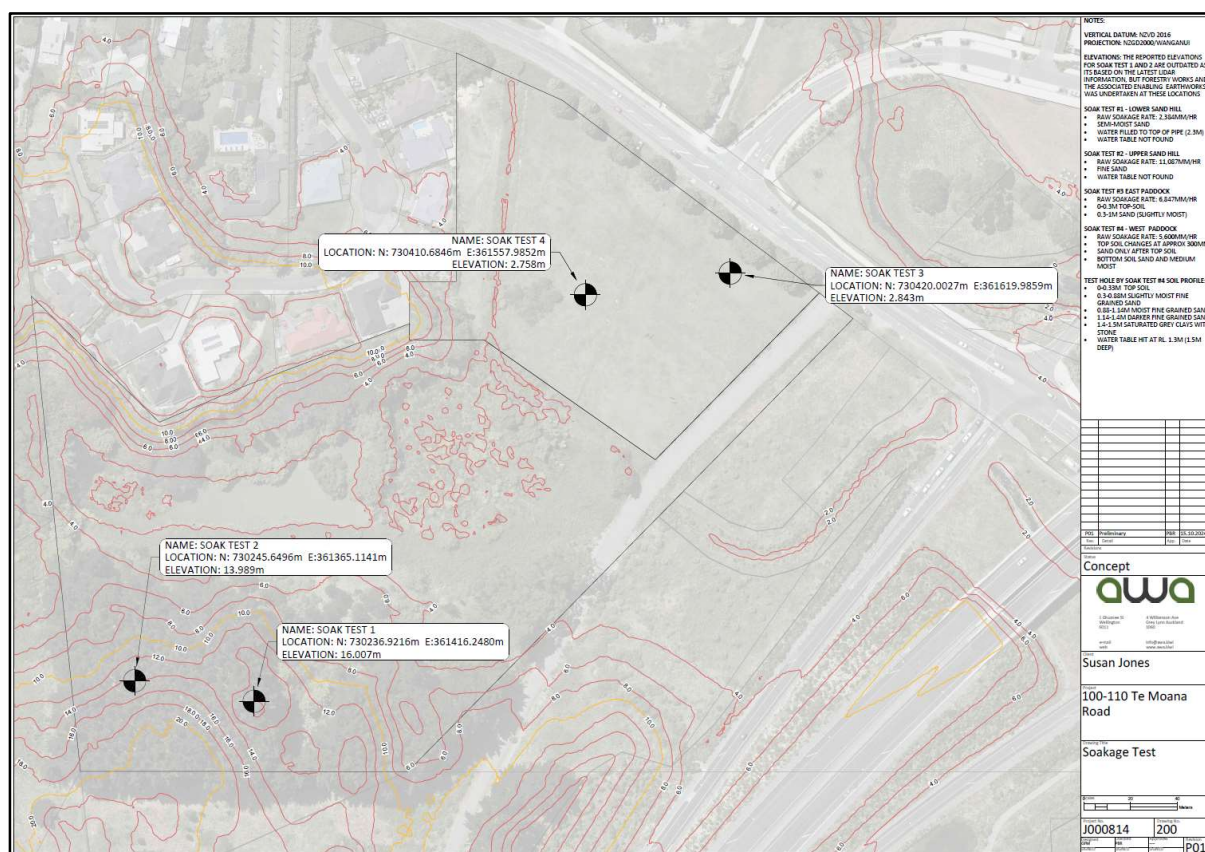 NOTES:
VERTICAL DATUM: NZVD 2016
PROJECTION: NZGD2000/WANGANUI
ELEVATIONS: THE REPORTED ELEVATIONS
FOR SOAK TEST 1 AND 2 ARE OUTDATED AS
ITS BASED ON THE LATEST LIDAR
INFORMATION, BUT FORESTRY WORKS AND
THE ASSOCIATED ENABLING EARTHWORKS
WAS UNDERTAKEN AT THESE LOCATIONS
SOAK TEST #1 - LOWER SAND HILL
• RAW SOAKAGE RATE: 2,384MM/HR
• SEMI-MOIST SAND
• WATER FILLED TO TOP OF PIPE (2.3M)
• WATER TABLE NOT FOUND
SOAK TEST #2 - UPPER SAND HILL
• RAW SOAKAGE RATE: 11,087MM/HR
• FINE SAND
• WATER TABLE NOT FOUND
SOAK TEST #3 EAST PADDOCK
• RAW SOAKAGE RATE: 6,847MM/HR
• 0-0.3M TOP-SOIL
• 0.3-1M SAND (SLIGHTLY MOIST)
SOAK TEST #4 - WEST PADDOCK
• RAW SOAKAGE RATE: 5,600MM/HR
• TOP SOIL CHANGES AT APPROX 300MM
• SAND ONLY AFTER TOP SOIL
• BOTTOM SOIL SAND AND MEDIUM
MOIST
TEST HOLE BY SOAK TEST #4 SOIL PROFILE:
• 0-0.33M TOP SOIL
• 0.3-0.88M SLIGHTLY MOIST FINE
GRAINED SAND
• 0.88-1.14M MOIST FINE GRAINED SAND
• 1.14-1.4M DARKER FINE GRAINED SAND
• 1.4-1.5M SATURATED GREY CLAYS WITH
STONE
• WATER TABLE HIT AT RL. 1.3M (1.5M
DEEP)
NAME: SOAK TEST 4
LOCATION: N: 730410.6846m E:361557.9852m
ELEVATION: 2.758m
NAME: SOAK TEST 3
LOCATION: N: 730420.0027m E:361619.9859m
ELEVATION: 2.843m
NAME: SOAK TEST 2
LOCATION: N: 730245.6496m E:361365.1141m
ELEVATION: 13.989m
NAME: SOAK TEST 1
LOCATION: N: 730236.9216m E:361416.2480m
ELEVATION: 16.007m
P01 Preliminary PBR 15.10.202
Concept
awa
Susan Jones
100-110 Te Moana
Road
Drawing Title
Soakage Test
Meters
J000814
200
P01